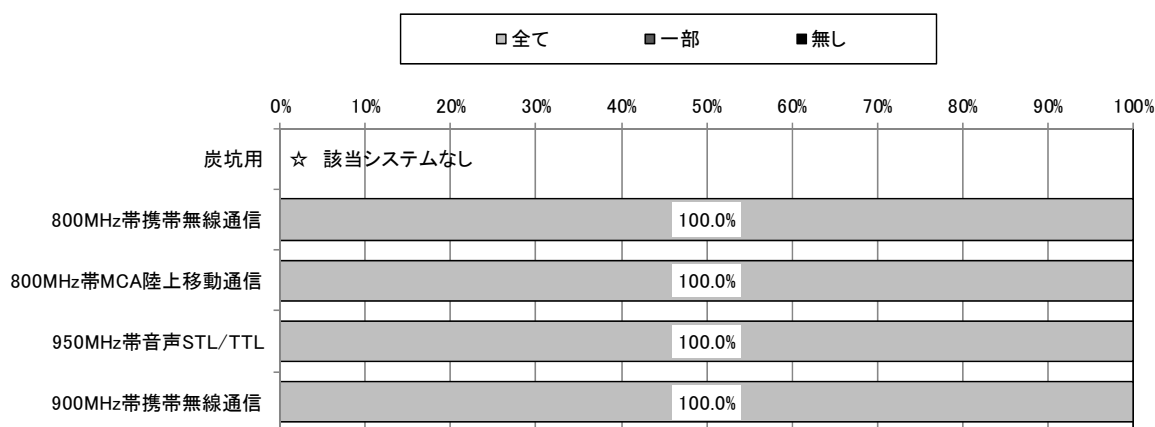 全て 一部 無し
0% 10% 20% 30% 40% 50% 60% 70% 80% 90% 100%
炭坑用 ☆ 該当システムなし
800MHz帯携帯無線通信 100.0%
800MHz帯MCA陸上移動通信 100.0%
950MHz帯音声STL/TTL 100.0%
900MHz帯携帯無線通信 100.0%